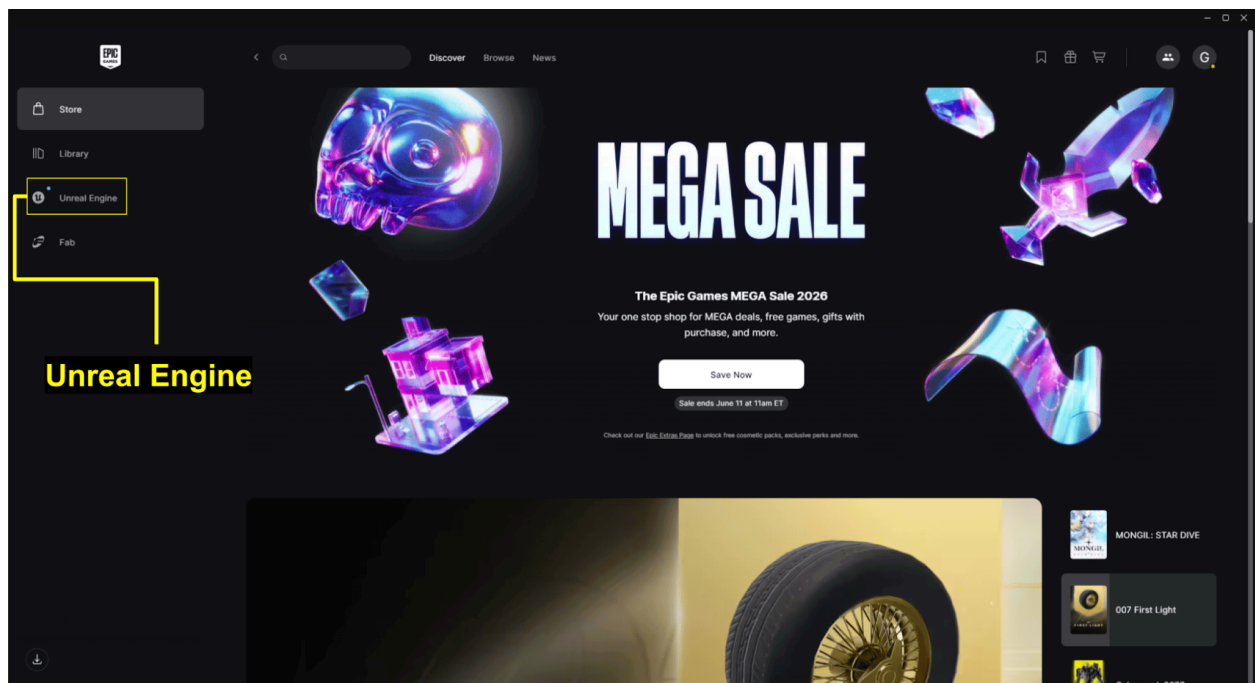 EPIC
GAMES
Discover
Browse
News
G
Store
Library
Unreal Engine
Fab
Unreal Engine
MEGA SALE
The Epic Games MEGA Sale 2026
Your one stop shop for MEGA deals, free games, gifts with
purchase, and more.
Save Now
Sale ends June 11 at 11am ET
Check out our Epic Extras Page to unlock free cosmetic packs, exclusive perks and more.
MONGIL
MONGIL: STAR DIVE
FIRST LIGHT
007 First Light